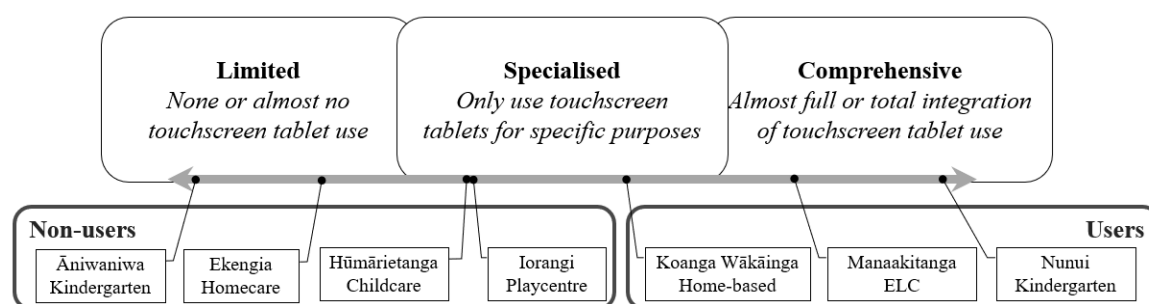 Limited
None or almost no
touchscreen tablet use
Specialised
Only use touchscreen
tablets for specific purposes
Comprehensive
Almost full or total integration
of touchscreen tablet use
Non-users
Users
Āniwaniwa
Kindergarten
Ekengia
Homecare
Hūmārietanga
Childcare
Iorangi
Playcentre
Koanga Wākāinga
Home-based
Manaakitanga
ELC
Nunui
Kindergarten